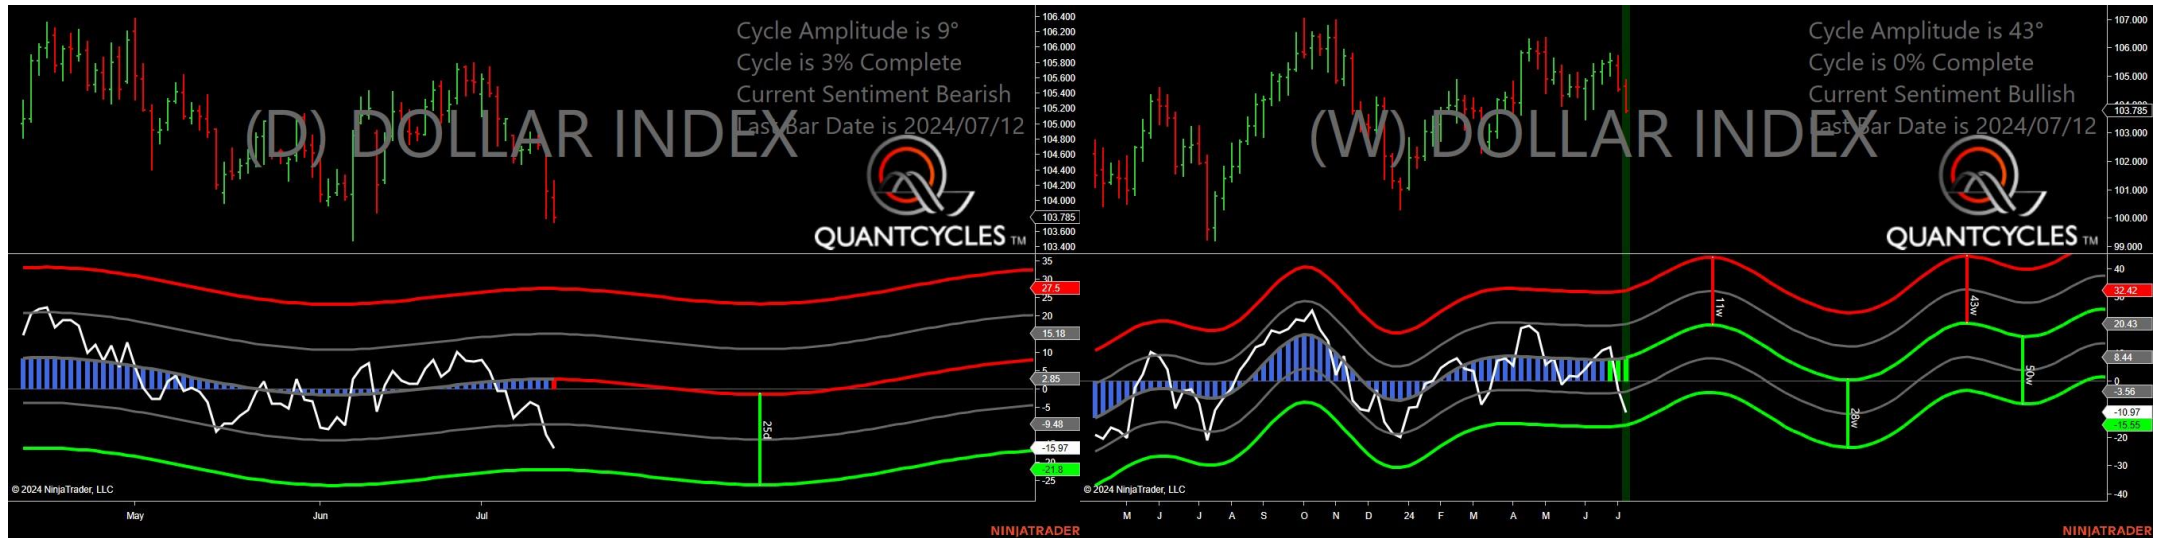 Cycle Amplitude is 9°
Cycle is 3% Complete
Current Sentiment Bearish
Last Bar Date is 2024/07/12
(D) DOLLAR INDEX
QUANTCYCLES TM
106.400
106.200
106.000
105.800
105.600
105.400
105.200
105.000
104.800
104.600
104.400
104.200
104.000
103.785
103.600
103.400
35
30
27.5
25
20
15.18
10
5
2.85
0
-5
-9.48
-15.97
-21.8
-25
25d
© 2024 NinjaTrader, LLC
May Jun Jul
NINJATRADER
Cycle Amplitude is 43°
Cycle is 0% Complete
Current Sentiment Bullish
Last Bar Date is 2024/07/12
(W) DOLLAR INDEX
QUANTCYCLES TM
107.000
106.000
105.000
103.785
103.000
102.000
101.000
100.000
99.000
40
32.42
20.43
8.44
0
-3.56
-10.97
-15.55
-20
-30
-40
11w
43w
28w
50w
© 2024 NinjaTrader, LLC
M J J A S O N D 24 F M A M J J
NINJATRADER